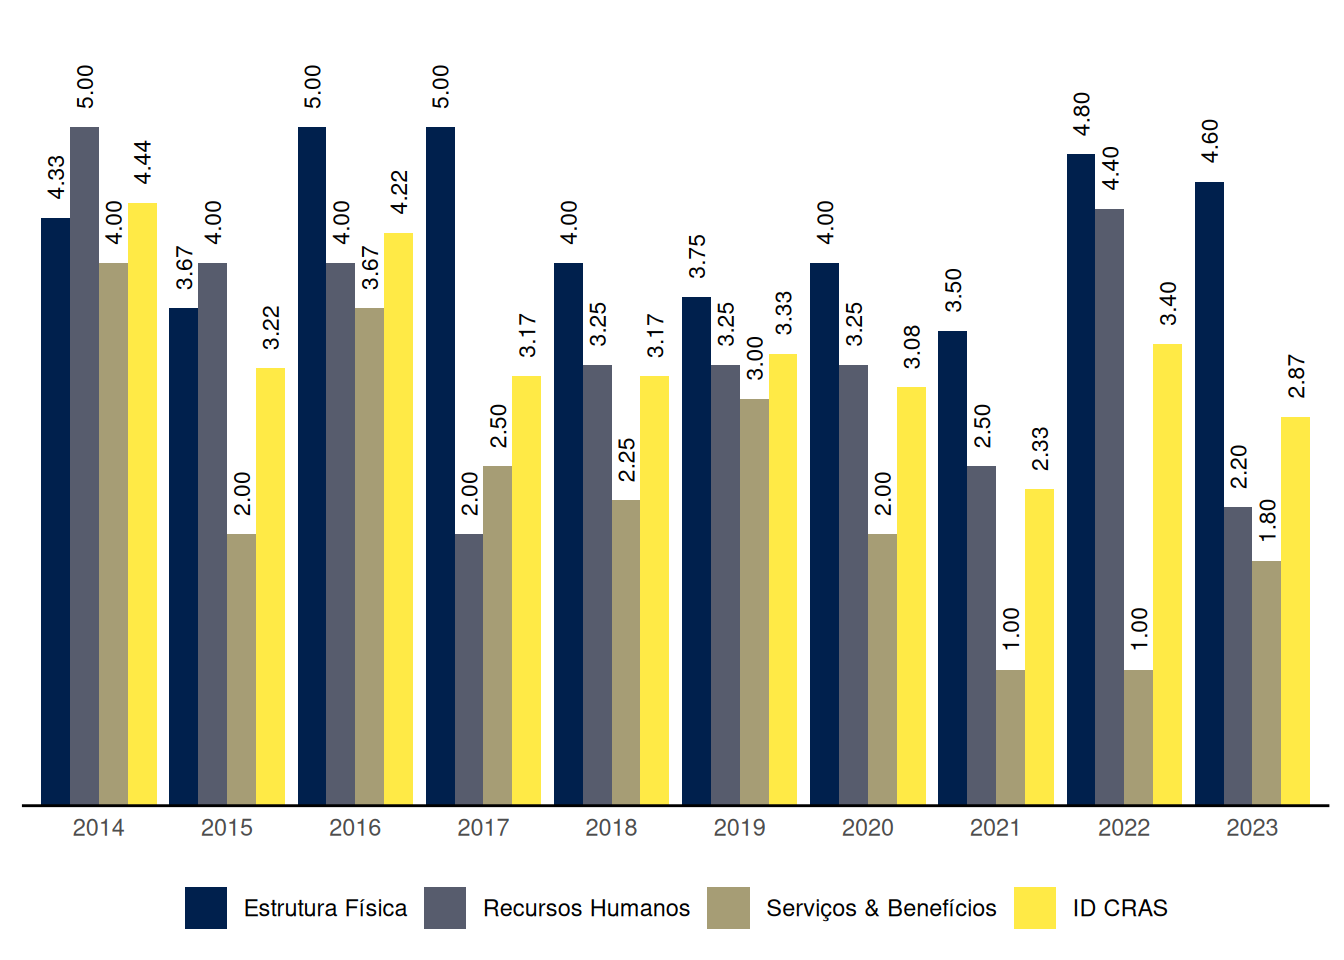 4.33 5.00 4.00 4.44
3.67 4.00 2.00 3.22
5.00 4.00 3.67 4.22
5.00 2.00 2.50 3.17
4.00 3.25 2.25 3.17
3.75 3.25 3.00 3.33
4.00 3.25 2.00 3.08
3.50 2.50 1.00 2.33
4.80 4.40 1.00 3.40
4.60 2.20 1.80 2.87
2014 2015 2016 2017 2018 2019 2020 2021 2022 2023
Estrutura Física Recursos Humanos Serviços & Benefícios ID CRAS